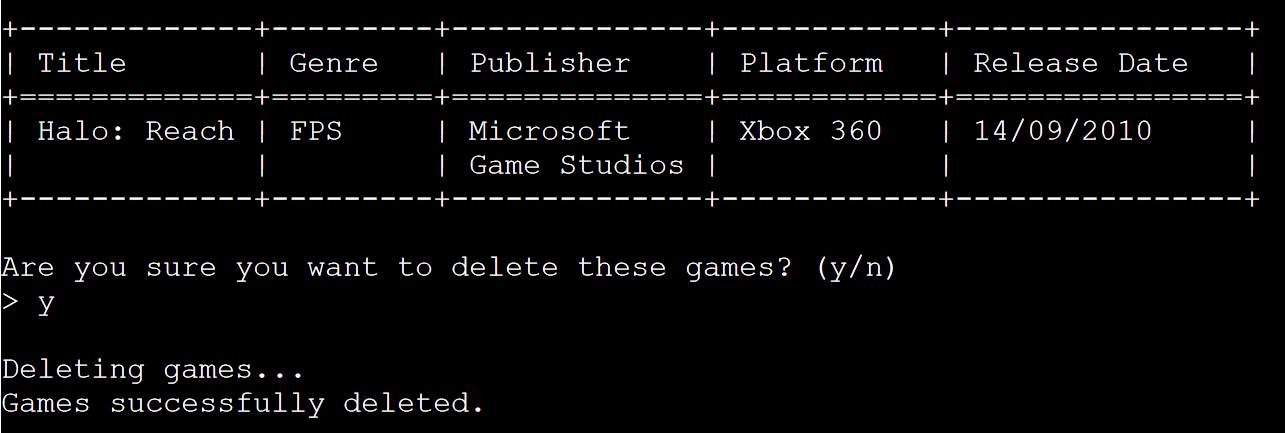 +-------------+---------+--------------+------------+----------------+
| Title       | Genre   | Publisher    | Platform   | Release Date   |
+=============+=========+==============+============+================+
| Halo: Reach | FPS     | Microsoft    | Xbox 360   | 14/09/2010     |
|             |         | Game Studios |            |                |
+-------------+---------+--------------+------------+----------------+
Are you sure you want to delete these games? (y/n)
> y
Deleting games...
Games successfully deleted.